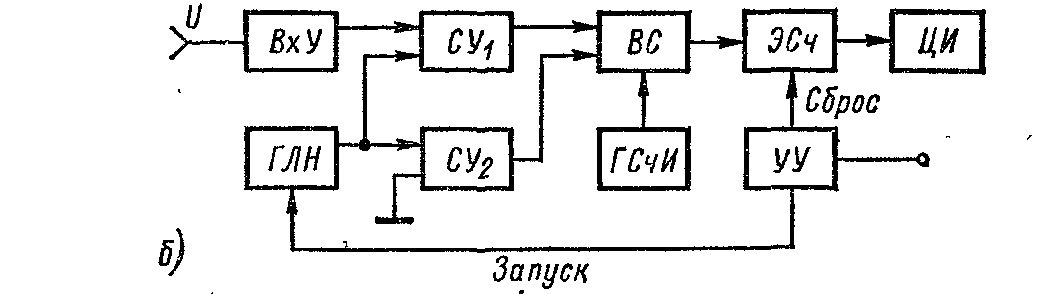 U
ВхУ СУ1 ВС ЭСч ЦИ
Сброс
ГЛН СУ2 ГСчИ УУ
б)
Запуск